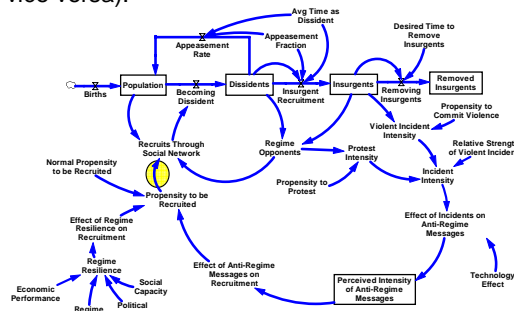 vice versa).
Avg Time as
Dissident
Appeasement
Fraction
Desired Time to
Remove
Insurgents
Appeasement
Rate
Births
Population
Becoming
Dissident
Dissidents
Insurgent
Recruitment
Insurgents
Removing
Insurgents
Removed
Insurgents
Propensity to
Commit Violence
Violent Incident
Intensity
Recruits Through
Social Network
Regime
Opponents
Protest
Intensity
Relative Strengt
of Violent Inciden
Incident
Intensity
Normal Propensity
to be Recruited
Propensity to be
Recruited
Propensity to
Protest
Effect of Regime
Resilience on
Recruitment
Effect of Incidents on
Anti-Regime
Messages
Regime
Resilience
Effect of Anti-Regime
Messages on
Recruitment
Social
Capacity
Economic
Performance
Political
Regime
Perceived Intensity
of Anti-Regime
Messages
Technology
Effect